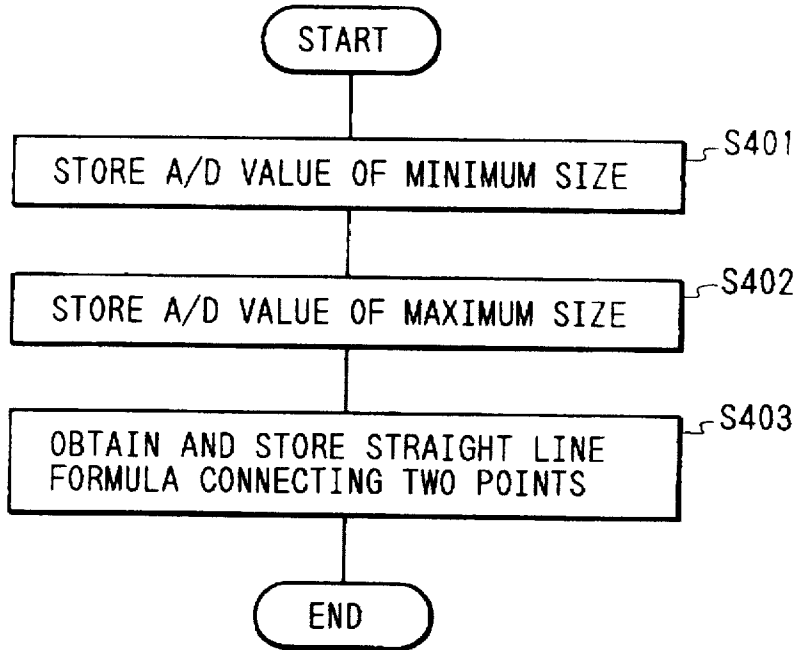 START
STORE A/D VALUE OF MINIMUM SIZE
S401
STORE A/D VALUE OF MAXIMUM SIZE
S402
OBTAIN AND STORE STRAIGHT LINE
FORMULA CONNECTING TWO POINTS
S403
END